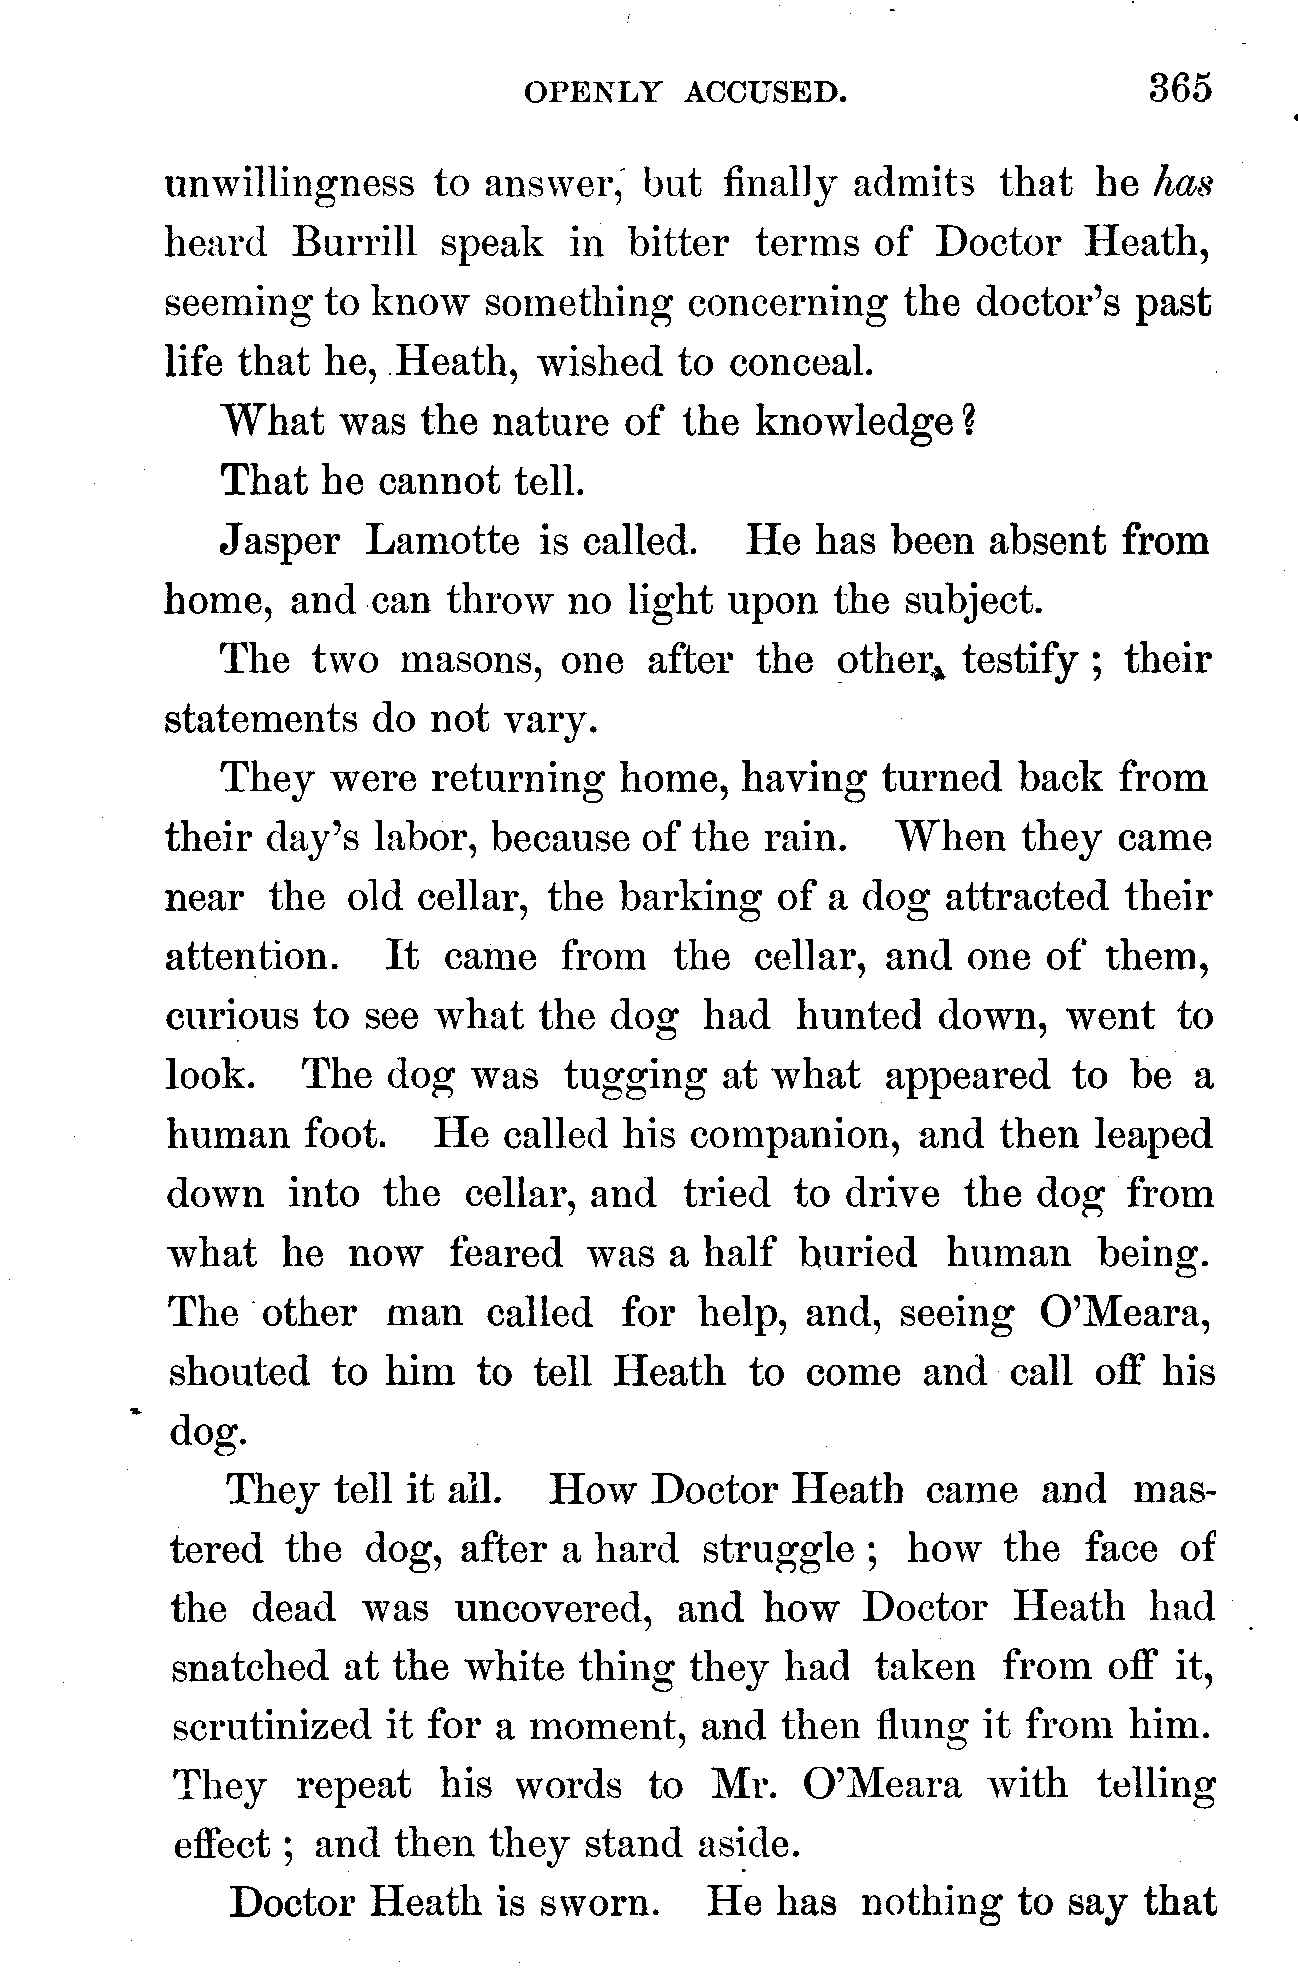 OPENLY ACCUSED. 365
unwillingness to answer, but finally admits that he has
heard Burrill speak in bitter terms of Doctor Heath,
seeming to know something concerning the doctor's past
life that he, Heath, wished to conceal.
What was the nature of the knowledge?
That he cannot tell.
Jasper Lamotte is called. He has been absent from
home, and can throw no light upon the subject.
The two masons, one after the other, testify; their
statements do not vary.
They were returning home, having turned back from
their day's labor, because of the rain. When they came
near the old cellar, the barking of a dog attracted their
attention. It came from the cellar, and one of them,
curious to see what the dog had hunted down, went to
look. The dog was tugging at what appeared to be a
human foot. He called his companion, and then leaped
down into the cellar, and tried to drive the dog from
what he now feared was a half buried human being.
The other man called for help, and, seeing O'Meara,
shouted to him to tell Heath to come and call off his
dog.
They tell it all. How Doctor Heath came and mas-
tered the dog, after a hard struggle; how the face of
the dead was uncovered, and how Doctor Heath had
snatched at the white thing they had taken from off it,
scrutinized it for a moment, and then flung it from him.
They repeat his words to Mr. O'Meara with telling
effect; and then they stand aside.
Doctor Heath is sworn. He has nothing to say that